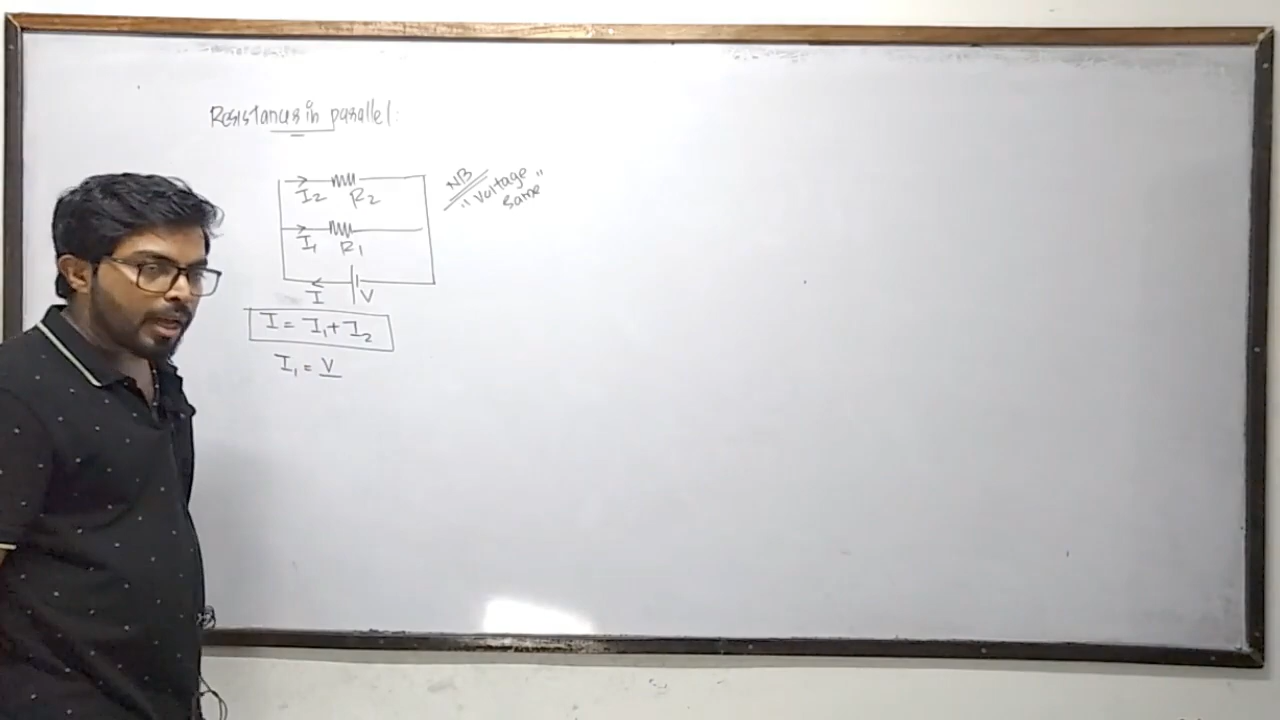 Resistances in parallel:
NB
"Voltage"
Same
I2 R2
I1 R1
I V
I = I1 + I2
I1 = V